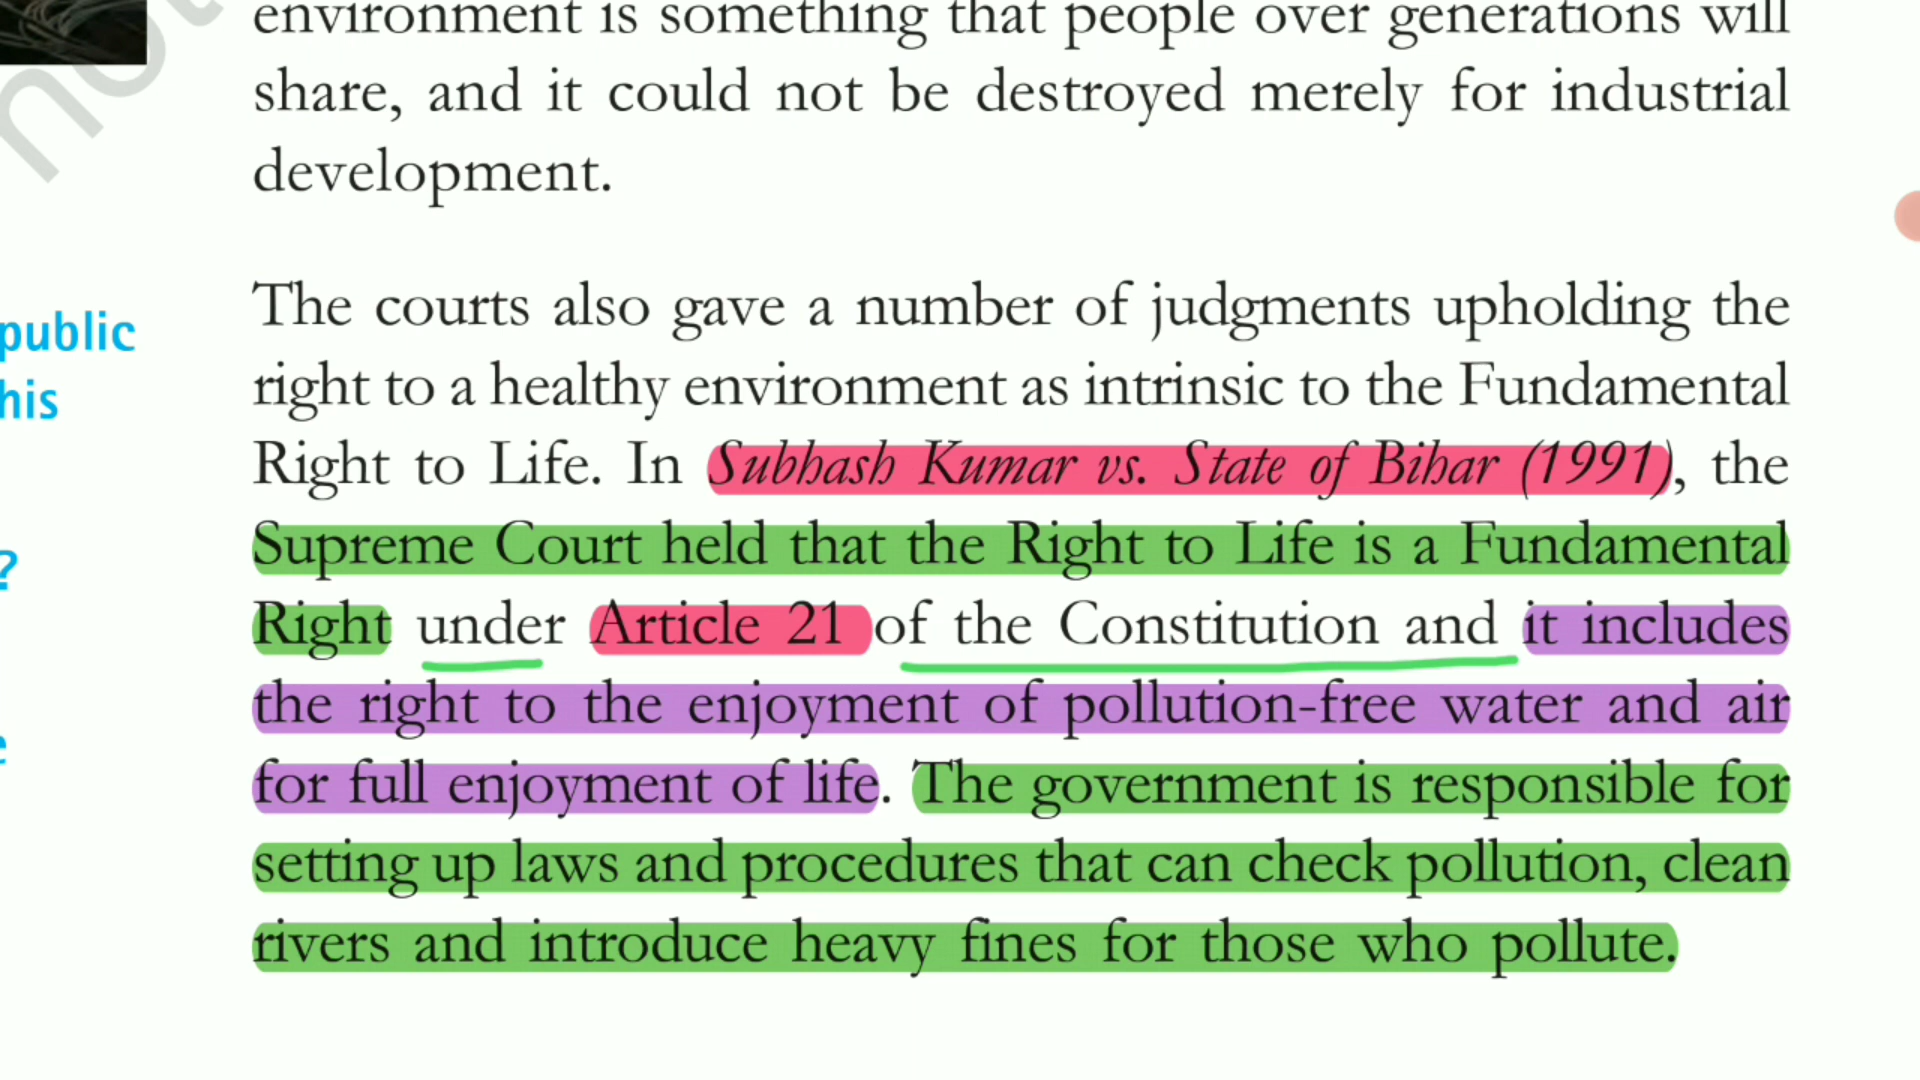 environment is something that people over generations will
share, and it could not be destroyed merely for industrial
development.
The courts also gave a number of judgments upholding the
right to a healthy environment as intrinsic to the Fundamental
Right to Life. In Subhash Kumar vs. State of Bihar (1991), the
Supreme Court held that the Right to Life is a Fundamental
Right under Article 21 of the Constitution and it includes
the right to the enjoyment of pollution-free water and air
for full enjoyment of life. The government is responsible for
setting up laws and procedures that can check pollution, clean
rivers and introduce heavy fines for those who pollute.
public
his
?
not